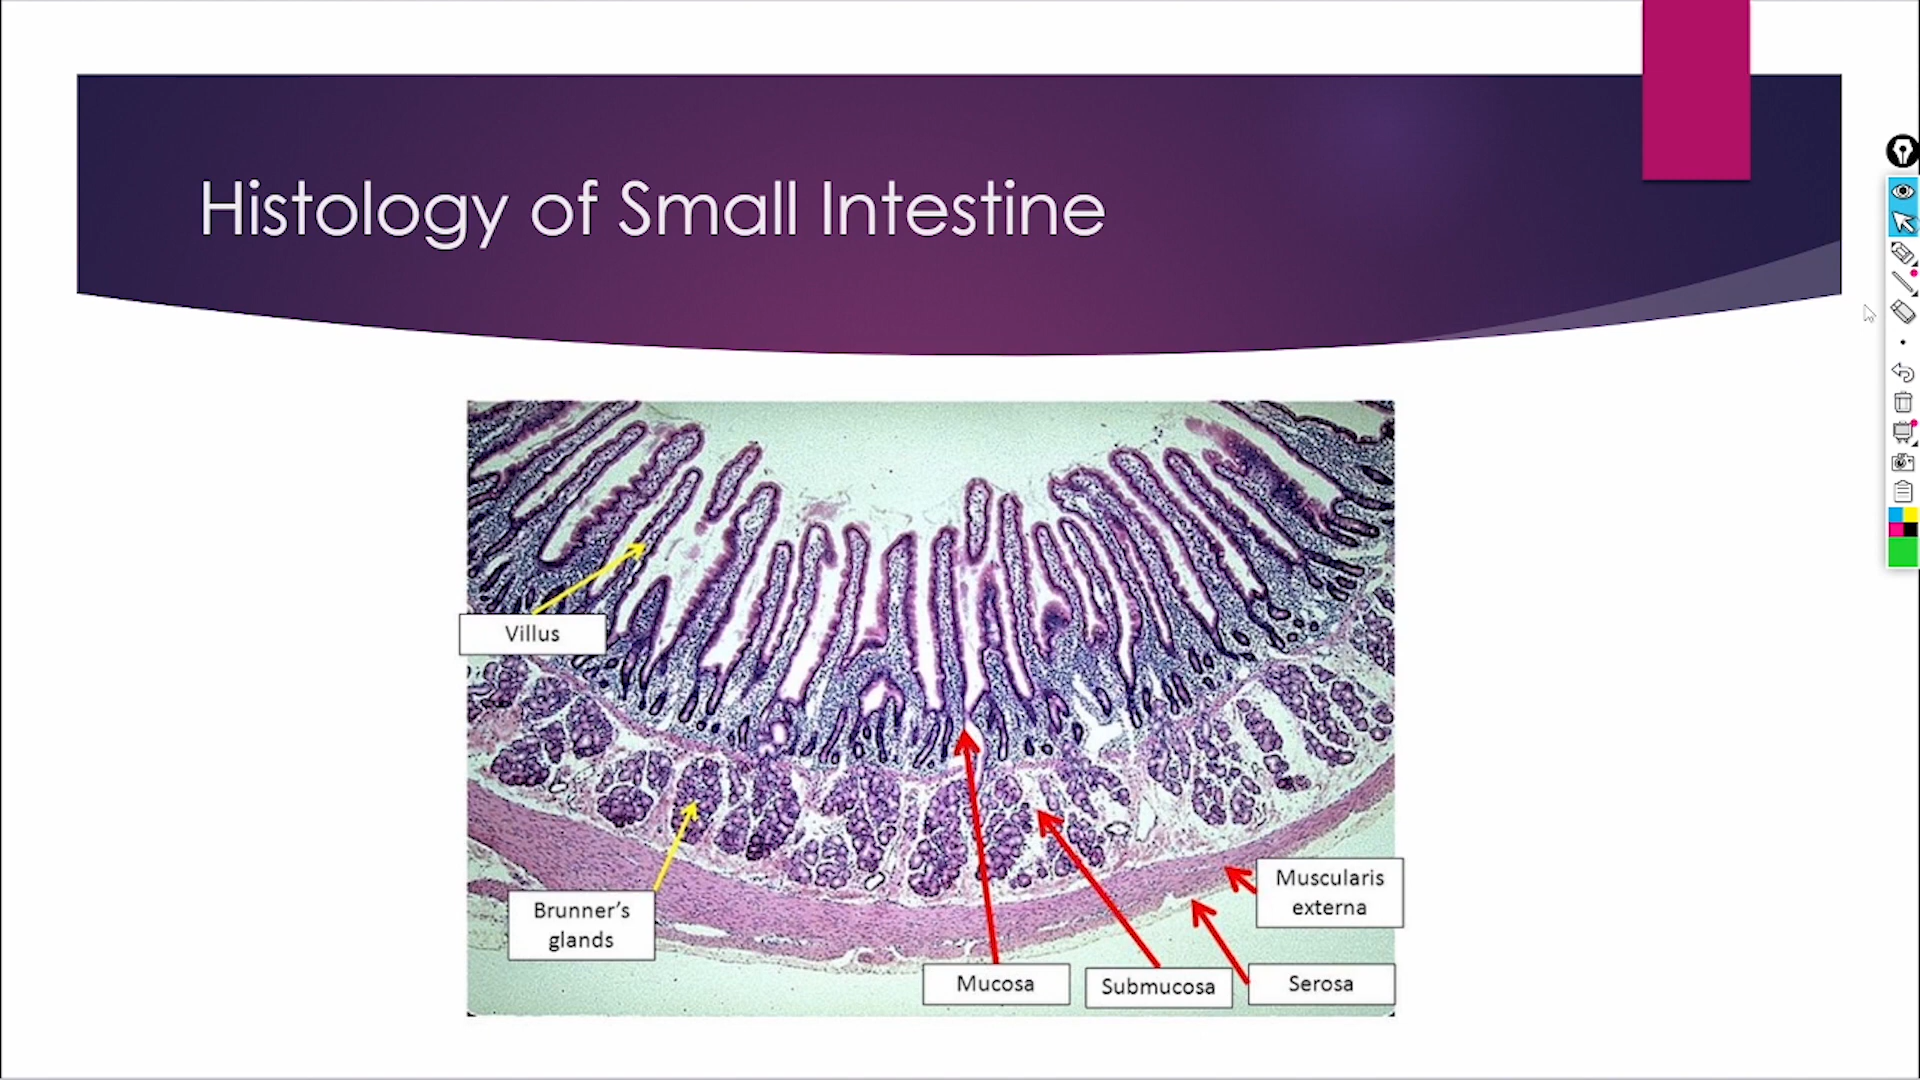 Histology of Small Intestine
Villus
Brunner’s
glands
Mucosa
Submucosa
Serosa
Muscularis
externa